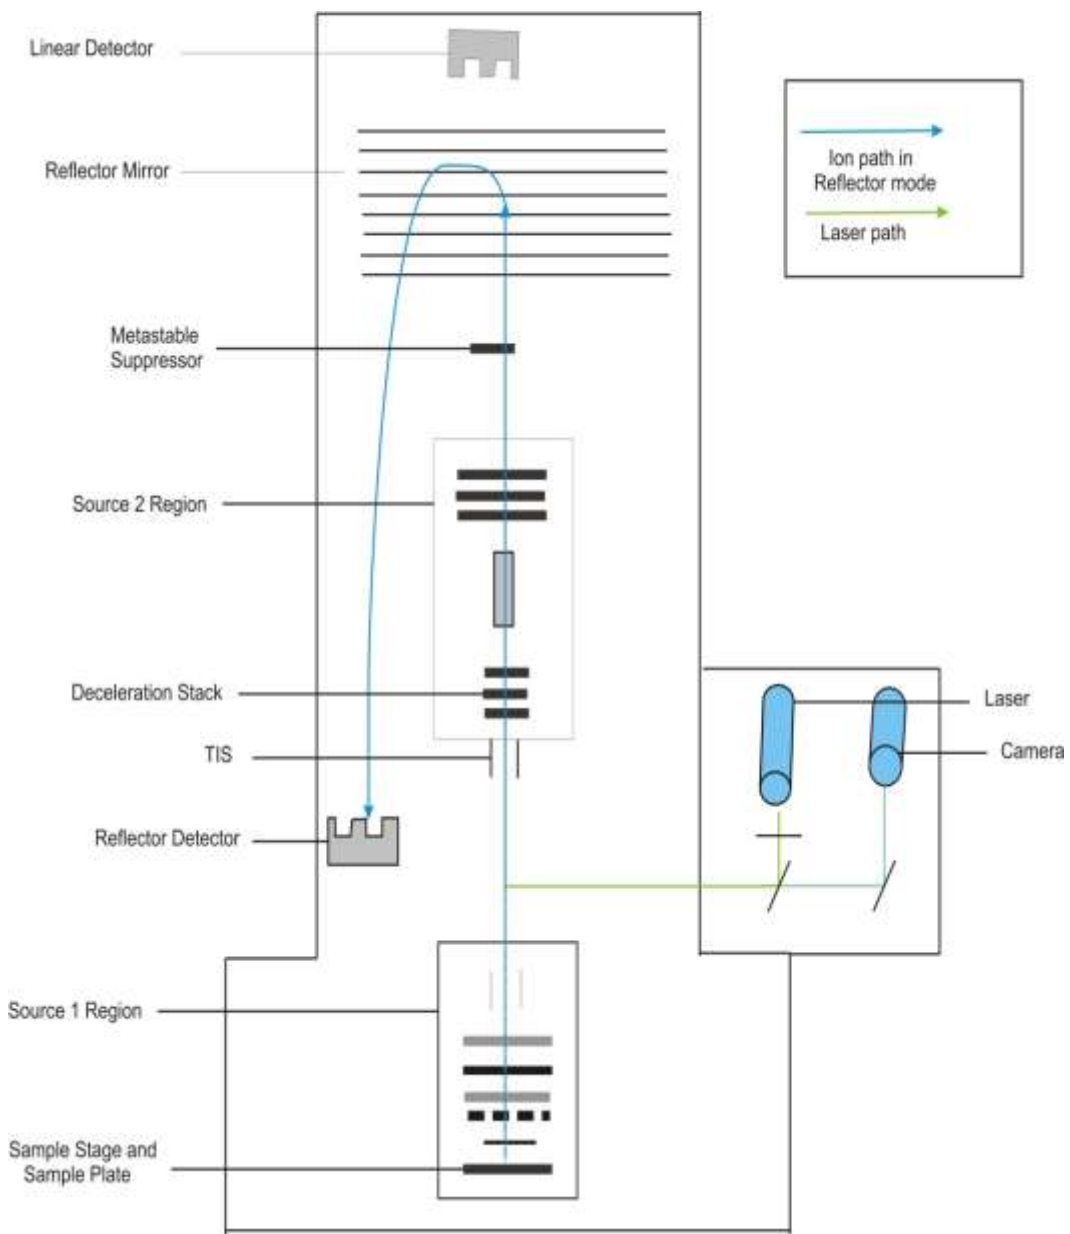 Linear Detector
Reflector Mirror
Ion path in
Reflector mode
Laser path
Metastable
Suppressor
Source 2 Region
Deceleration Stack
Laser
TIS
Camera
Reflector Detector
Source 1 Region
Sample Stage and
Sample Plate